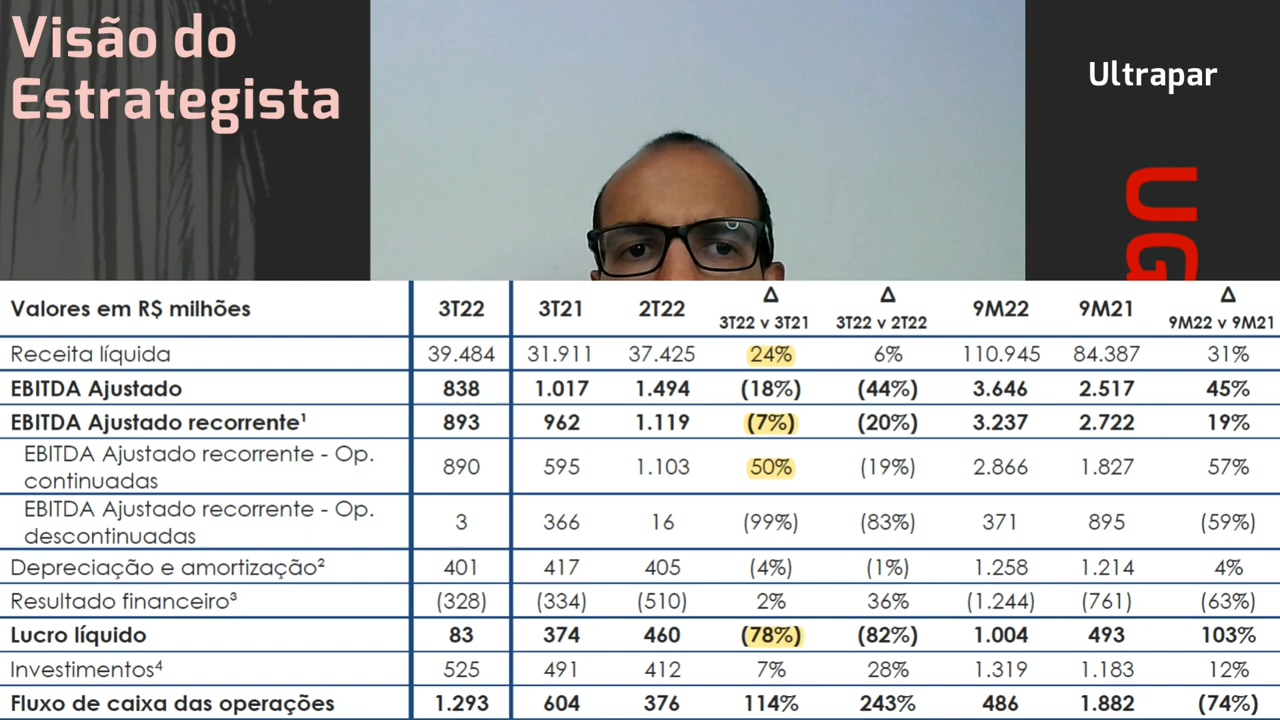 Visão do
Estrategista
Ultrapar
UG
Valores em R$ milhões 3T22 3T21 2T22 Δ 3T22 v 3T21 Δ 3T22 v 2T22 9M22 9M21 Δ 9M22 v 9M21
Receita líquida 39.484 31.911 37.425 24% 6% 110.945 84.387 31%
EBITDA Ajustado 838 1.017 1.494 (18%) (44%) 3.646 2.517 45%
EBITDA Ajustado recorrente¹ 893 962 1.119 (7%) (20%) 3.237 2.722 19%
EBITDA Ajustado recorrente - Op.
continuadas 890 595 1.103 50% (19%) 2.866 1.827 57%
EBITDA Ajustado recorrente - Op.
descontinuadas 3 366 16 (99%) (83%) 371 895 (59%)
Depreciação e amortização² 401 417 405 (4%) (1%) 1.258 1.214 4%
Resultado financeiro³ (328) (334) (510) 2% 36% (1.244) (761) (63%)
Lucro líquido 83 374 460 (78%) (82%) 1.004 493 103%
Investimentos⁴ 525 491 412 7% 28% 1.319 1.183 12%
Fluxo de caixa das operações 1.293 604 376 114% 243% 486 1.882 (74%)